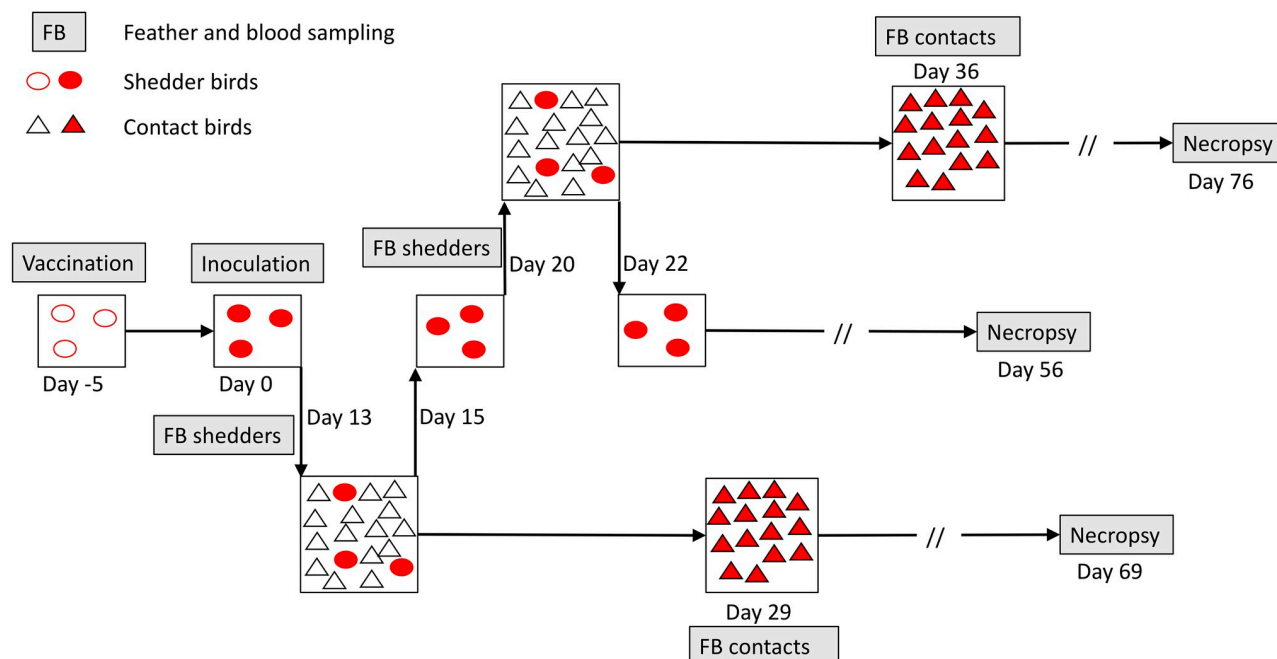 FB
Feather and blood sampling
Shedder birds
Contact birds
FB contacts
Day 36
Necropsy
Day 76
FB shedders
Day 20
Day 22
Vaccination
Inoculation
Day -5
Day 0
Necropsy
Day 56
FB shedders
Day 13
Day 15
Necropsy
Day 69
Day 29
FB contacts
//
//
//